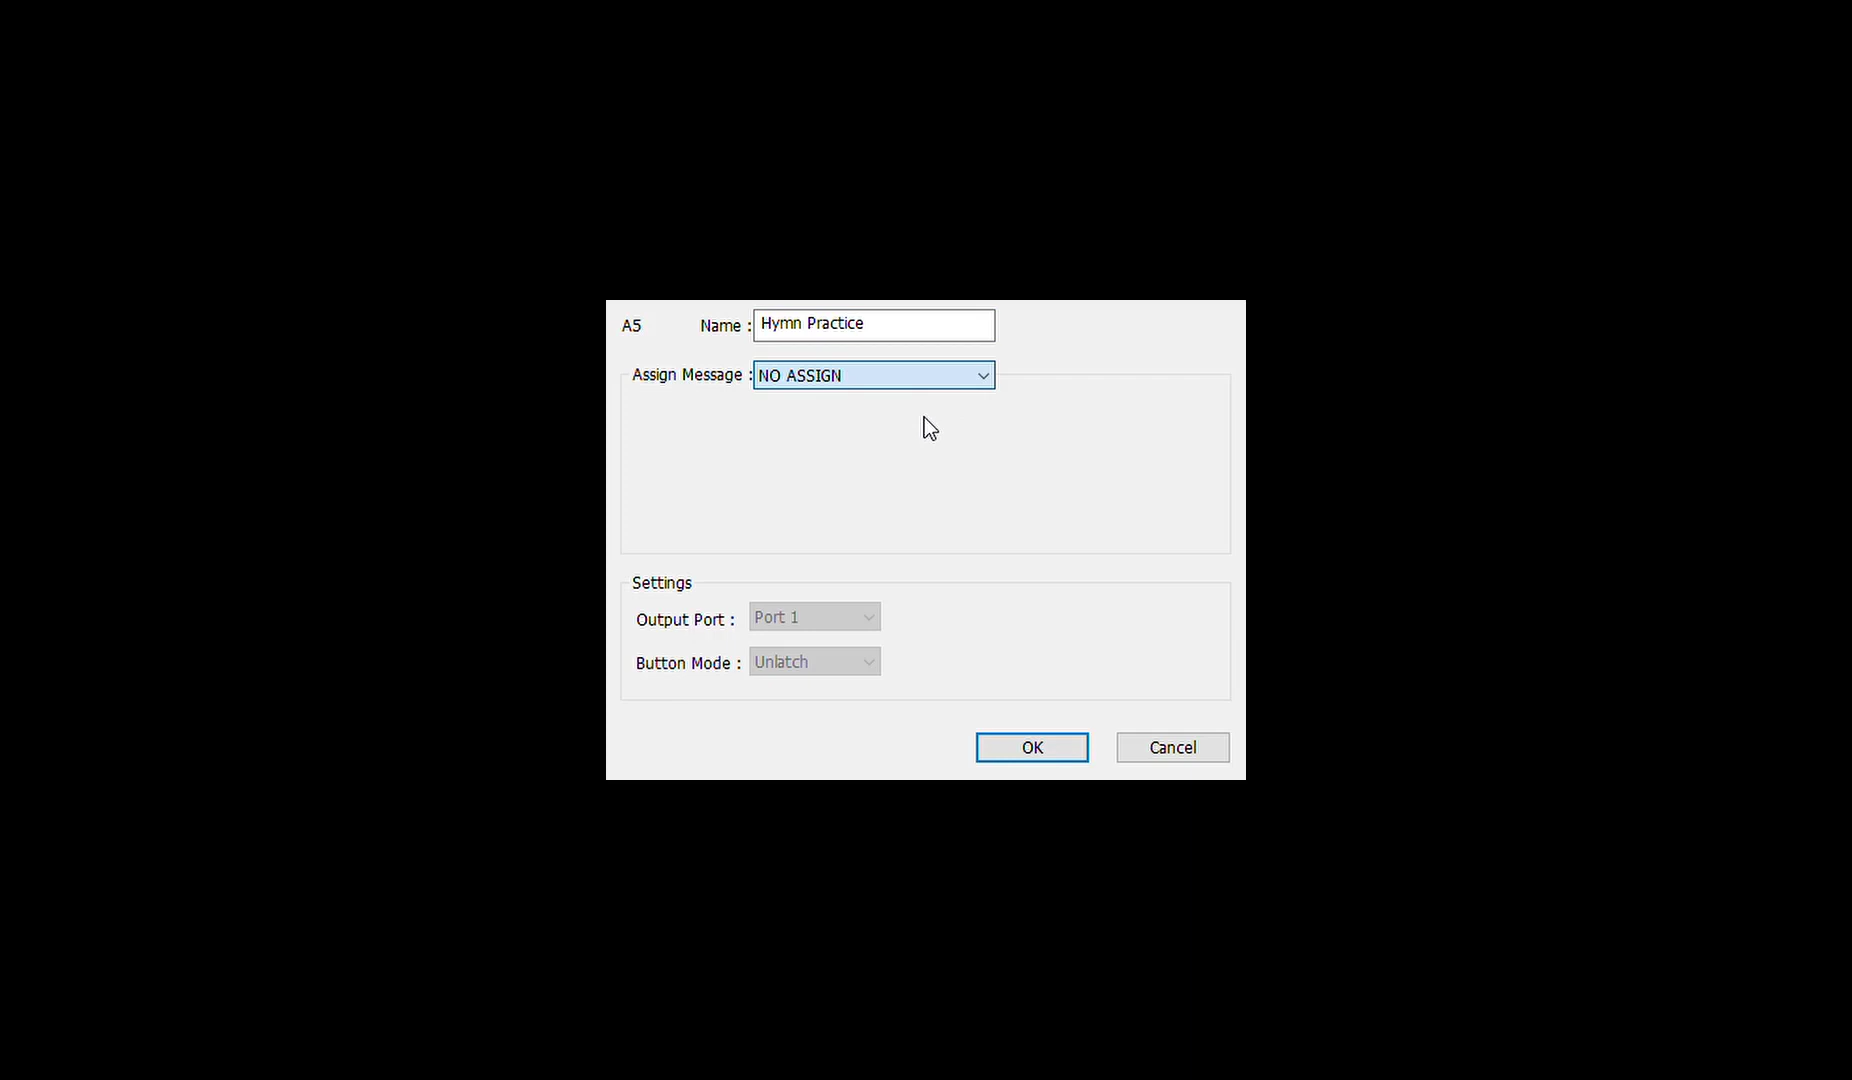 A5 Name : Hymn Practice
Assign Message : NO ASSIGN
Settings
Output Port : Port 1
Button Mode : Unlatch
OK Cancel